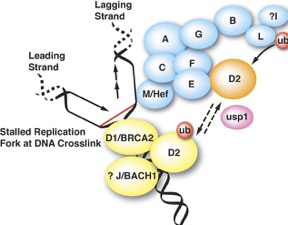 Lagging
Strand
Leading
Strand
A
G
B
?I
L
ub
C
F
E
D2
M/Hef
Stalled Replication
Fork at DNA Crosslink
usp1
ub
D1/BRCA2
D2
? J/BACH1